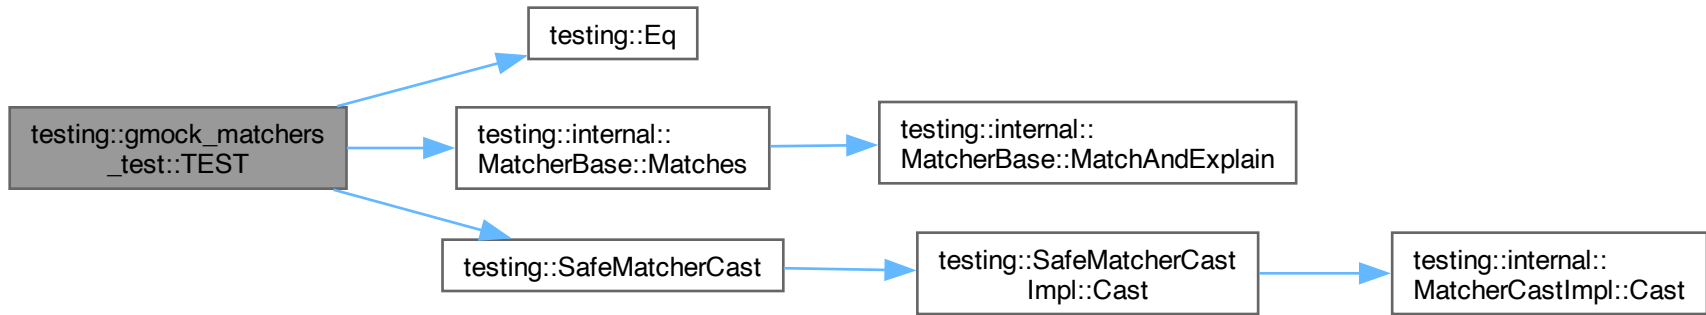 testing::Eq
testing::gmock_matchers
_test::TEST
testing::internal::
MatcherBase::Matches
testing::internal::
MatcherBase::MatchAndExplain
testing::SafeMatcherCast
testing::SafeMatcherCast
Impl::Cast
testing::internal::
MatcherCastImpl::Cast